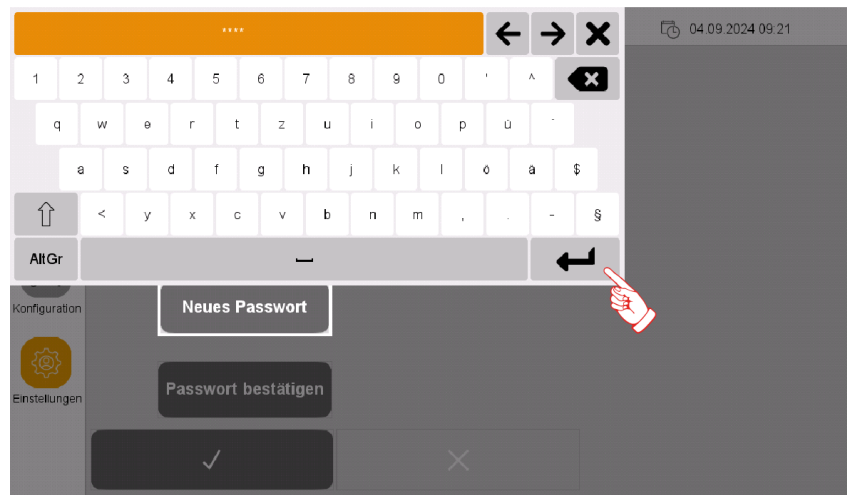 ****
04.09.2024 09:21
1 2 3 4 5 6 7 8 9 0 ' ^
q w e r t z u i o p ü ¨
a s d f g h j k l ö ä $
< y x c v b n m , . - §
AltGr
Konfiguration
Neues Passwort
Einstellungen
Passwort bestätigen